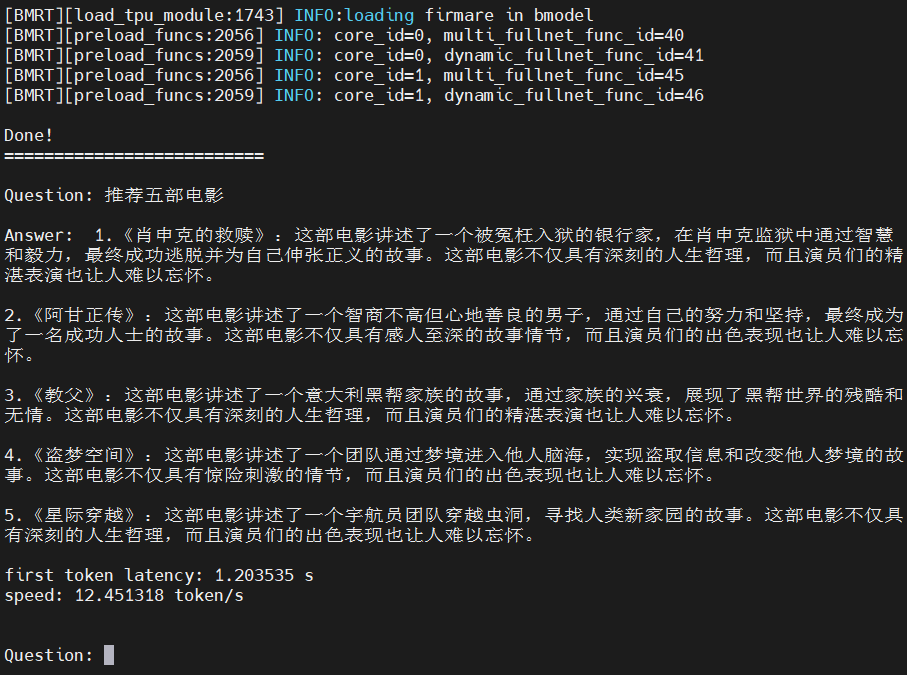 [BMRT][load_tpu_module:1743] INFO:loading firmare in bmodel
[BMRT][preload_funcs:2056] INFO: core_id=0, multi_fullnet_func_id=40
[BMRT][preload_funcs:2059] INFO: core_id=0, dynamic_fullnet_func_id=41
[BMRT][preload_funcs:2056] INFO: core_id=1, multi_fullnet_func_id=45
[BMRT][preload_funcs:2059] INFO: core_id=1, dynamic_fullnet_func_id=46
Done!
==========================
Question: 推荐五部电影
Answer:  1.《肖申克的救赎》：这部电影讲述了一个被冤枉入狱的银行家，在肖申克监狱中通过智慧
和毅力，最终成功逃脱并为自己伸张正义的故事。这部电影不仅具有深刻的人生哲理，而且演员们的精
湛表演也让人难以忘怀。
2.《阿甘正传》：这部电影讲述了一个智商不高但心地善良的男子，通过自己的努力和坚持，最终成为
了一名成功人士的故事。这部电影不仅具有感人至深的故事情节，而且演员们的出色表现也让人难以忘
怀。
3.《教父》：这部电影讲述了一个意大利黑帮家族的故事，通过家族的兴衰，展现了黑帮世界的残酷和
无情。这部电影不仅具有深刻的人生哲理，而且演员们的精湛表演也让人难以忘怀。
4.《盗梦空间》：这部电影讲述了一个团队通过梦境进入他人脑海，实现盗取信息和改变他人梦境的故
事。这部电影不仅具有惊险刺激的情节，而且演员们的出色表现也让人难以忘怀。
5.《星际穿越》：这部电影讲述了一个宇航员团队穿越虫洞，寻找人类新家园的故事。这部电影不仅具
有深刻的人生哲理，而且演员们的出色表现也让人难以忘怀。
first token latency: 1.203535 s
speed: 12.451318 token/s
Question: